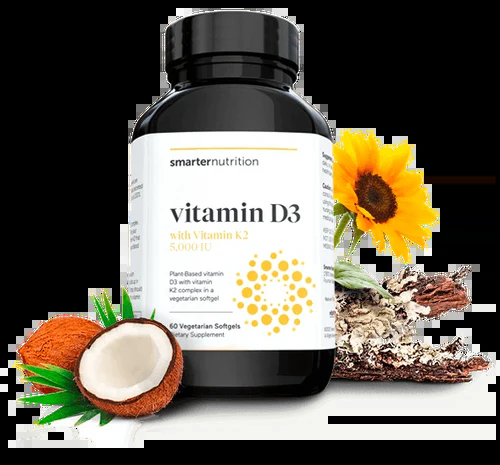 smarternutrition
vitamin D3
with Vitamin K2
5,000 IU
Plant-Based vitamin
D3 with vitamin
K2 complex in a
vegetarian softgel
60 Vegetarian Softgels
Dietary Supplement